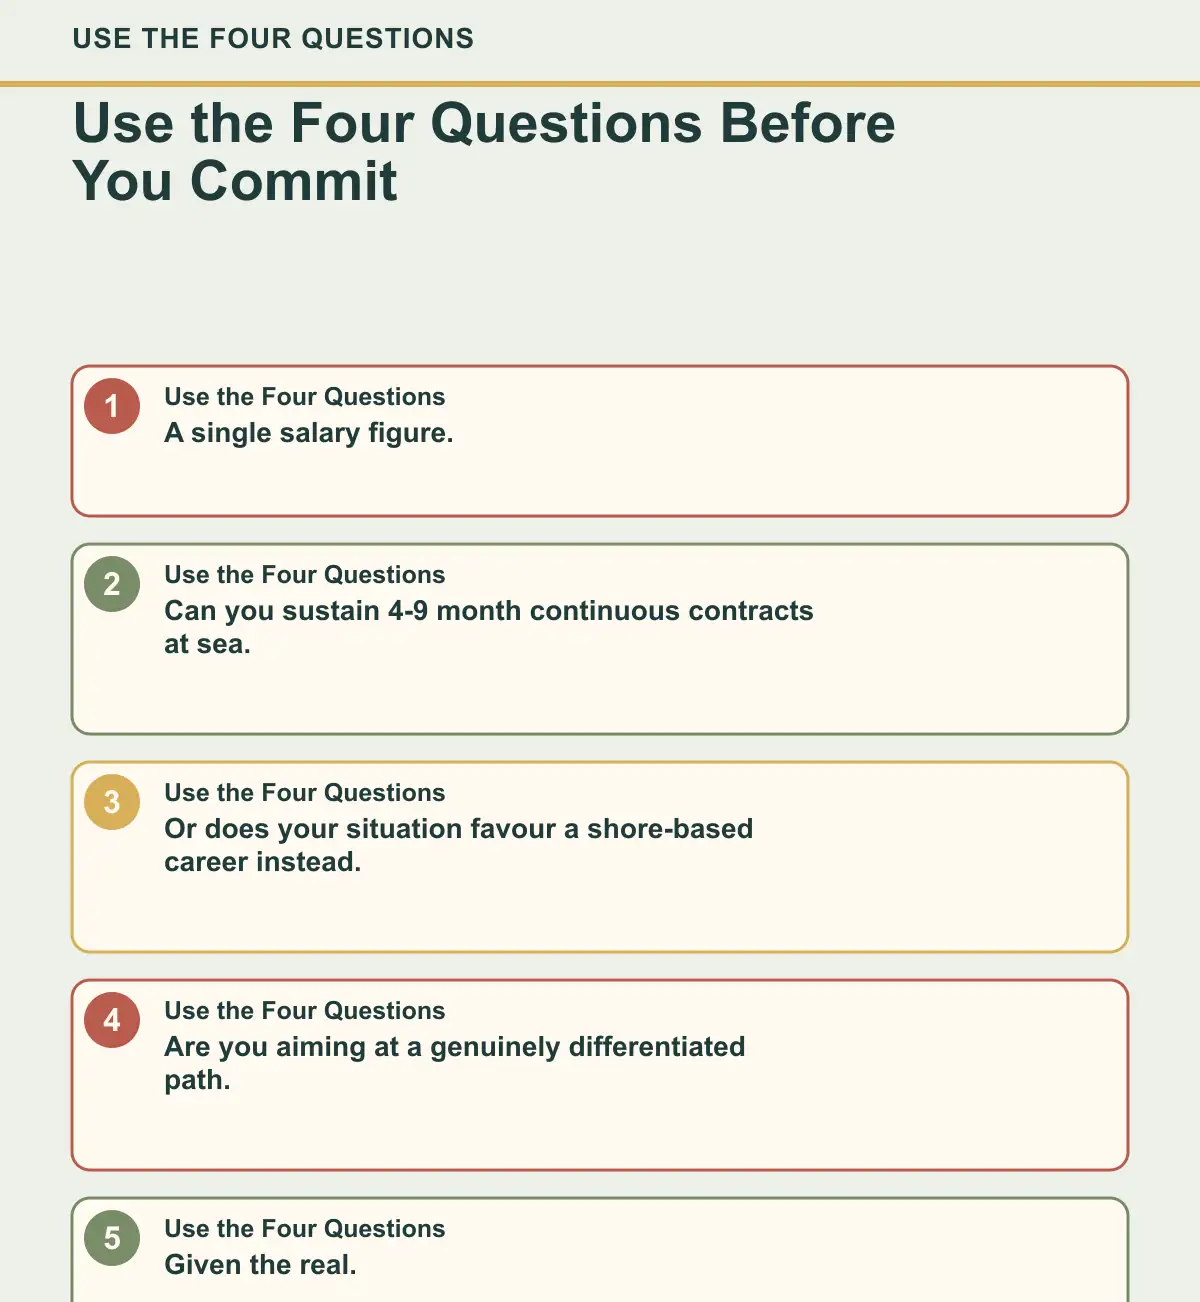 USE THE FOUR QUESTIONS
Use the Four Questions Before
You Commit
1
Use the Four Questions
A single salary figure.
2
Use the Four Questions
Can you sustain 4-9 month continuous contracts
at sea.
3
Use the Four Questions
Or does your situation favour a shore-based
career instead.
4
Use the Four Questions
Are you aiming at a genuinely differentiated
path.
5
Use the Four Questions
Given the real.